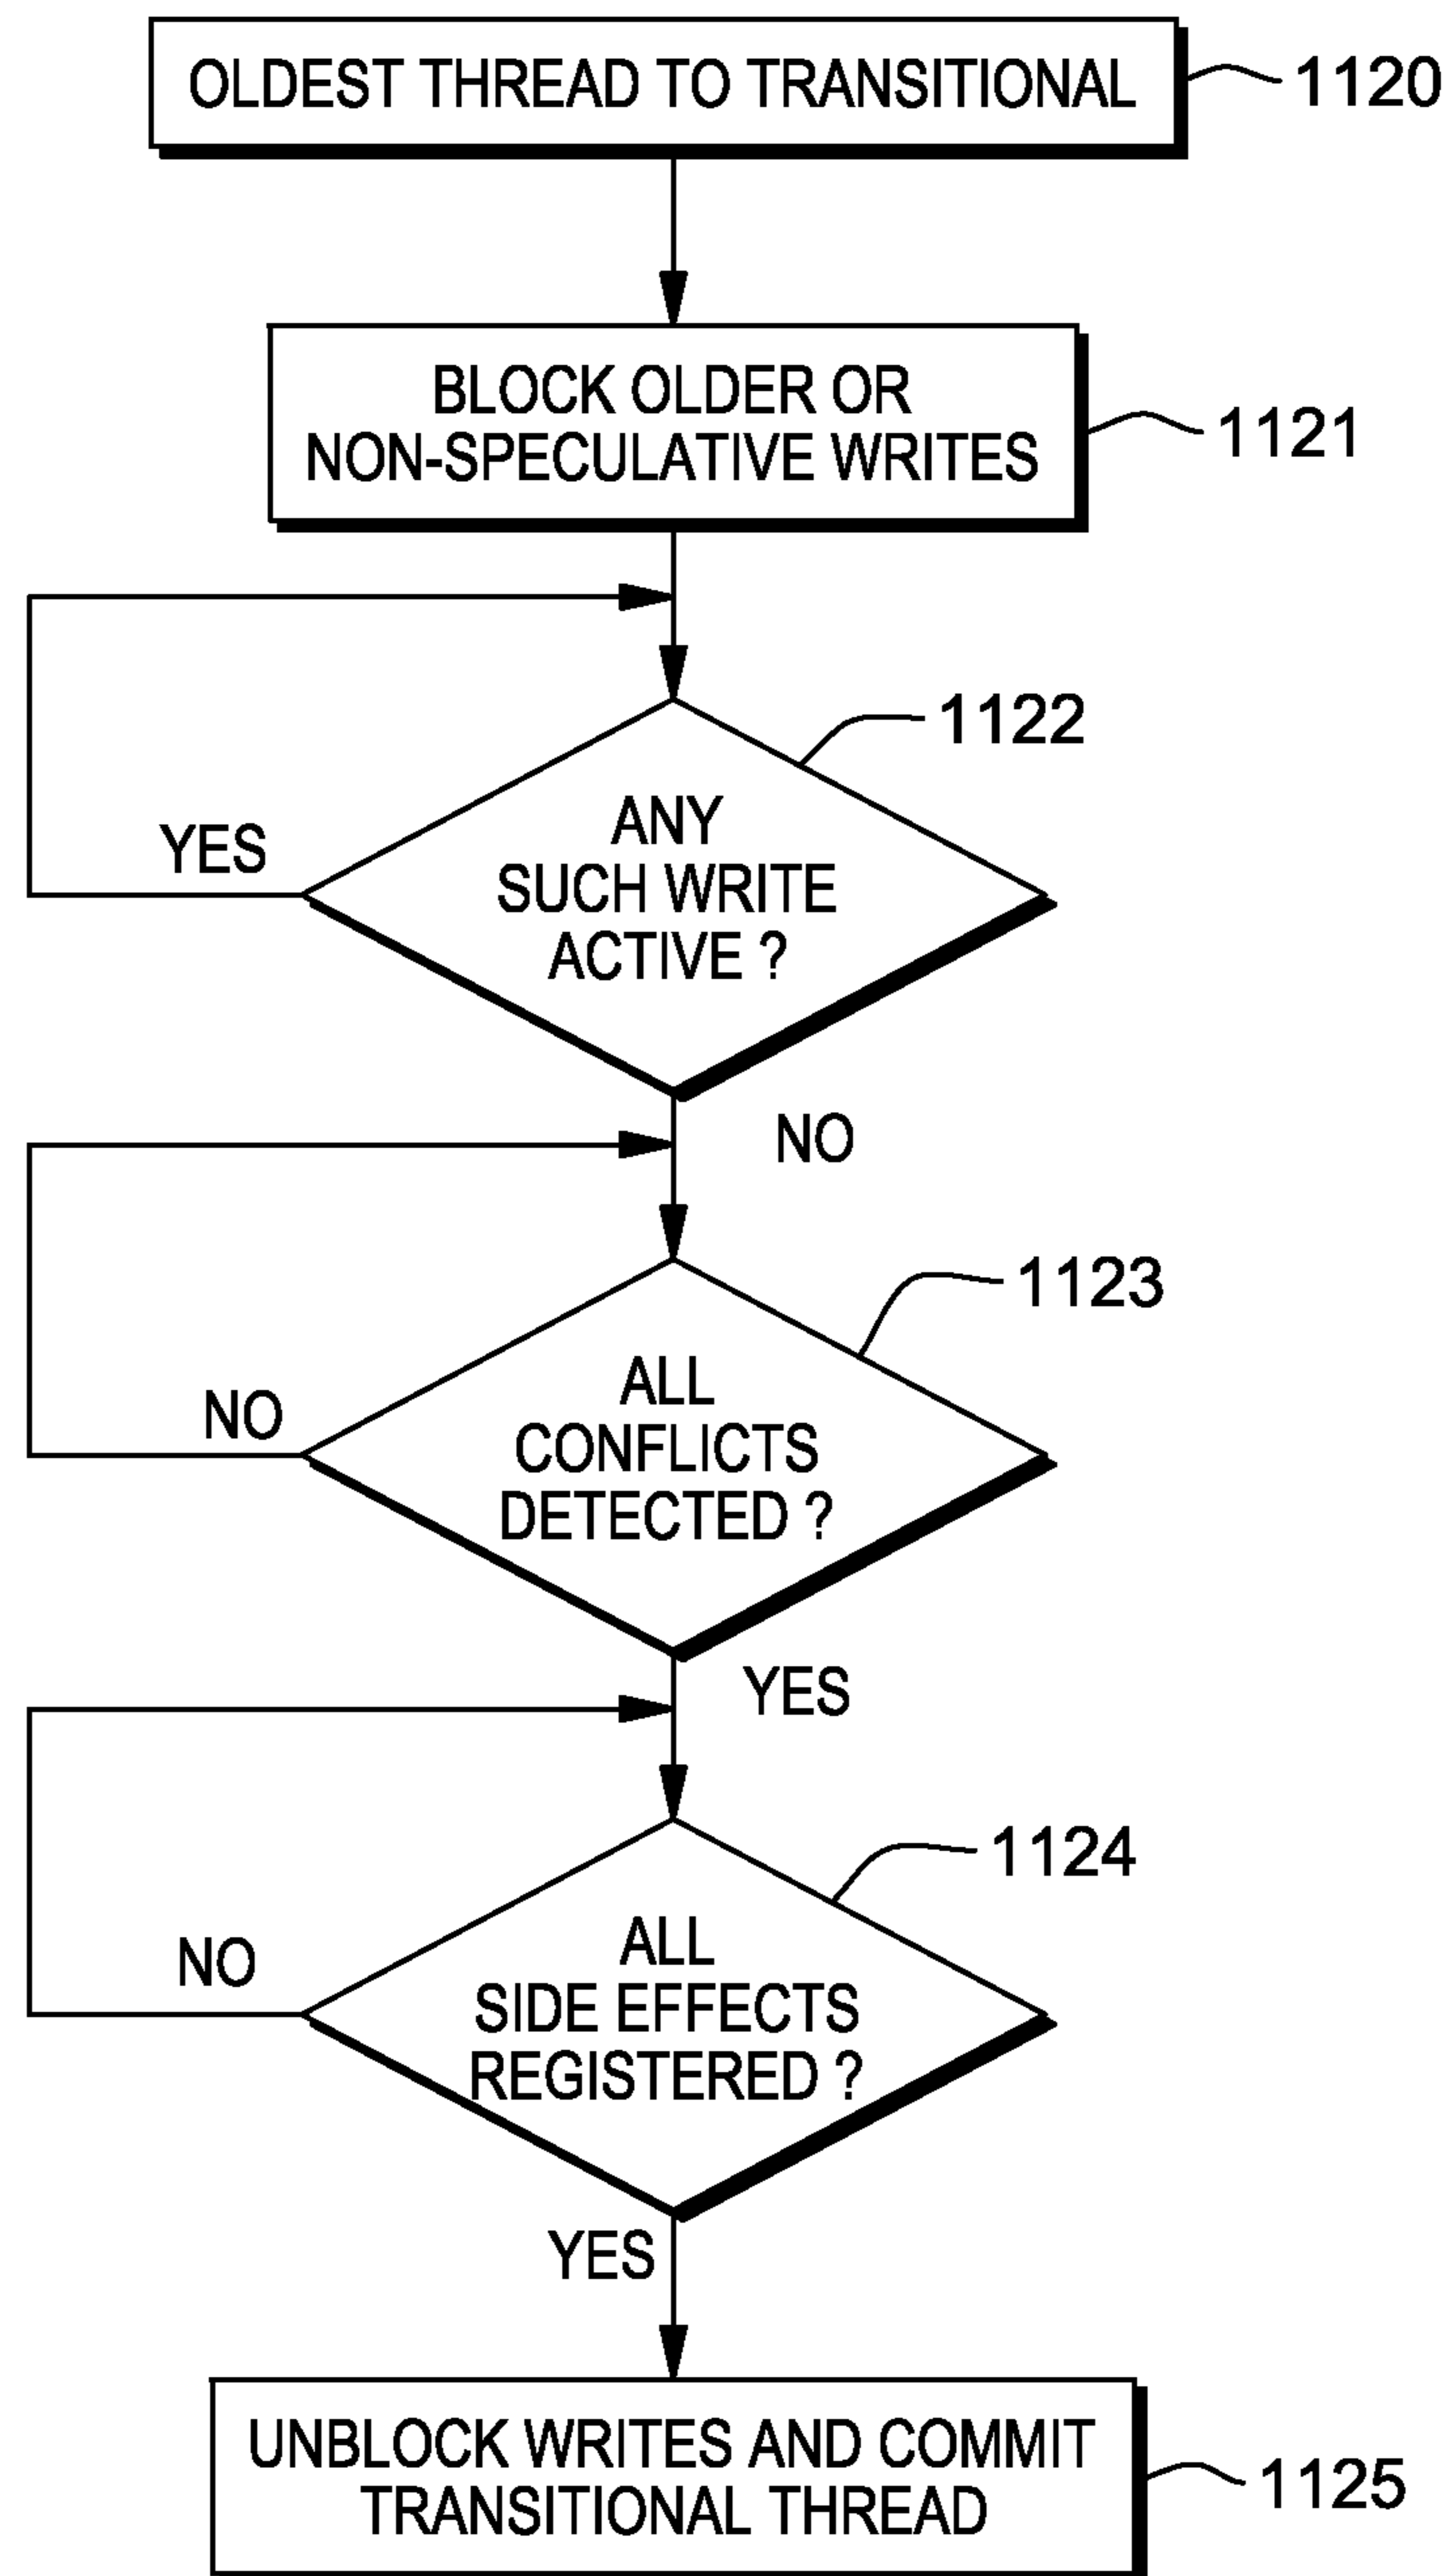 OLDEST THREAD TO TRANSITIONAL
1120
BLOCK OLDER OR
NON-SPECULATIVE WRITES
1121
1122
ANY
SUCH WRITE
ACTIVE ?
YES
NO
1123
ALL
CONFLICTS
DETECTED ?
NO
YES
1124
ALL
SIDE EFFECTS
REGISTERED ?
NO
YES
UNBLOCK WRITES AND COMMIT
TRANSITIONAL THREAD
1125